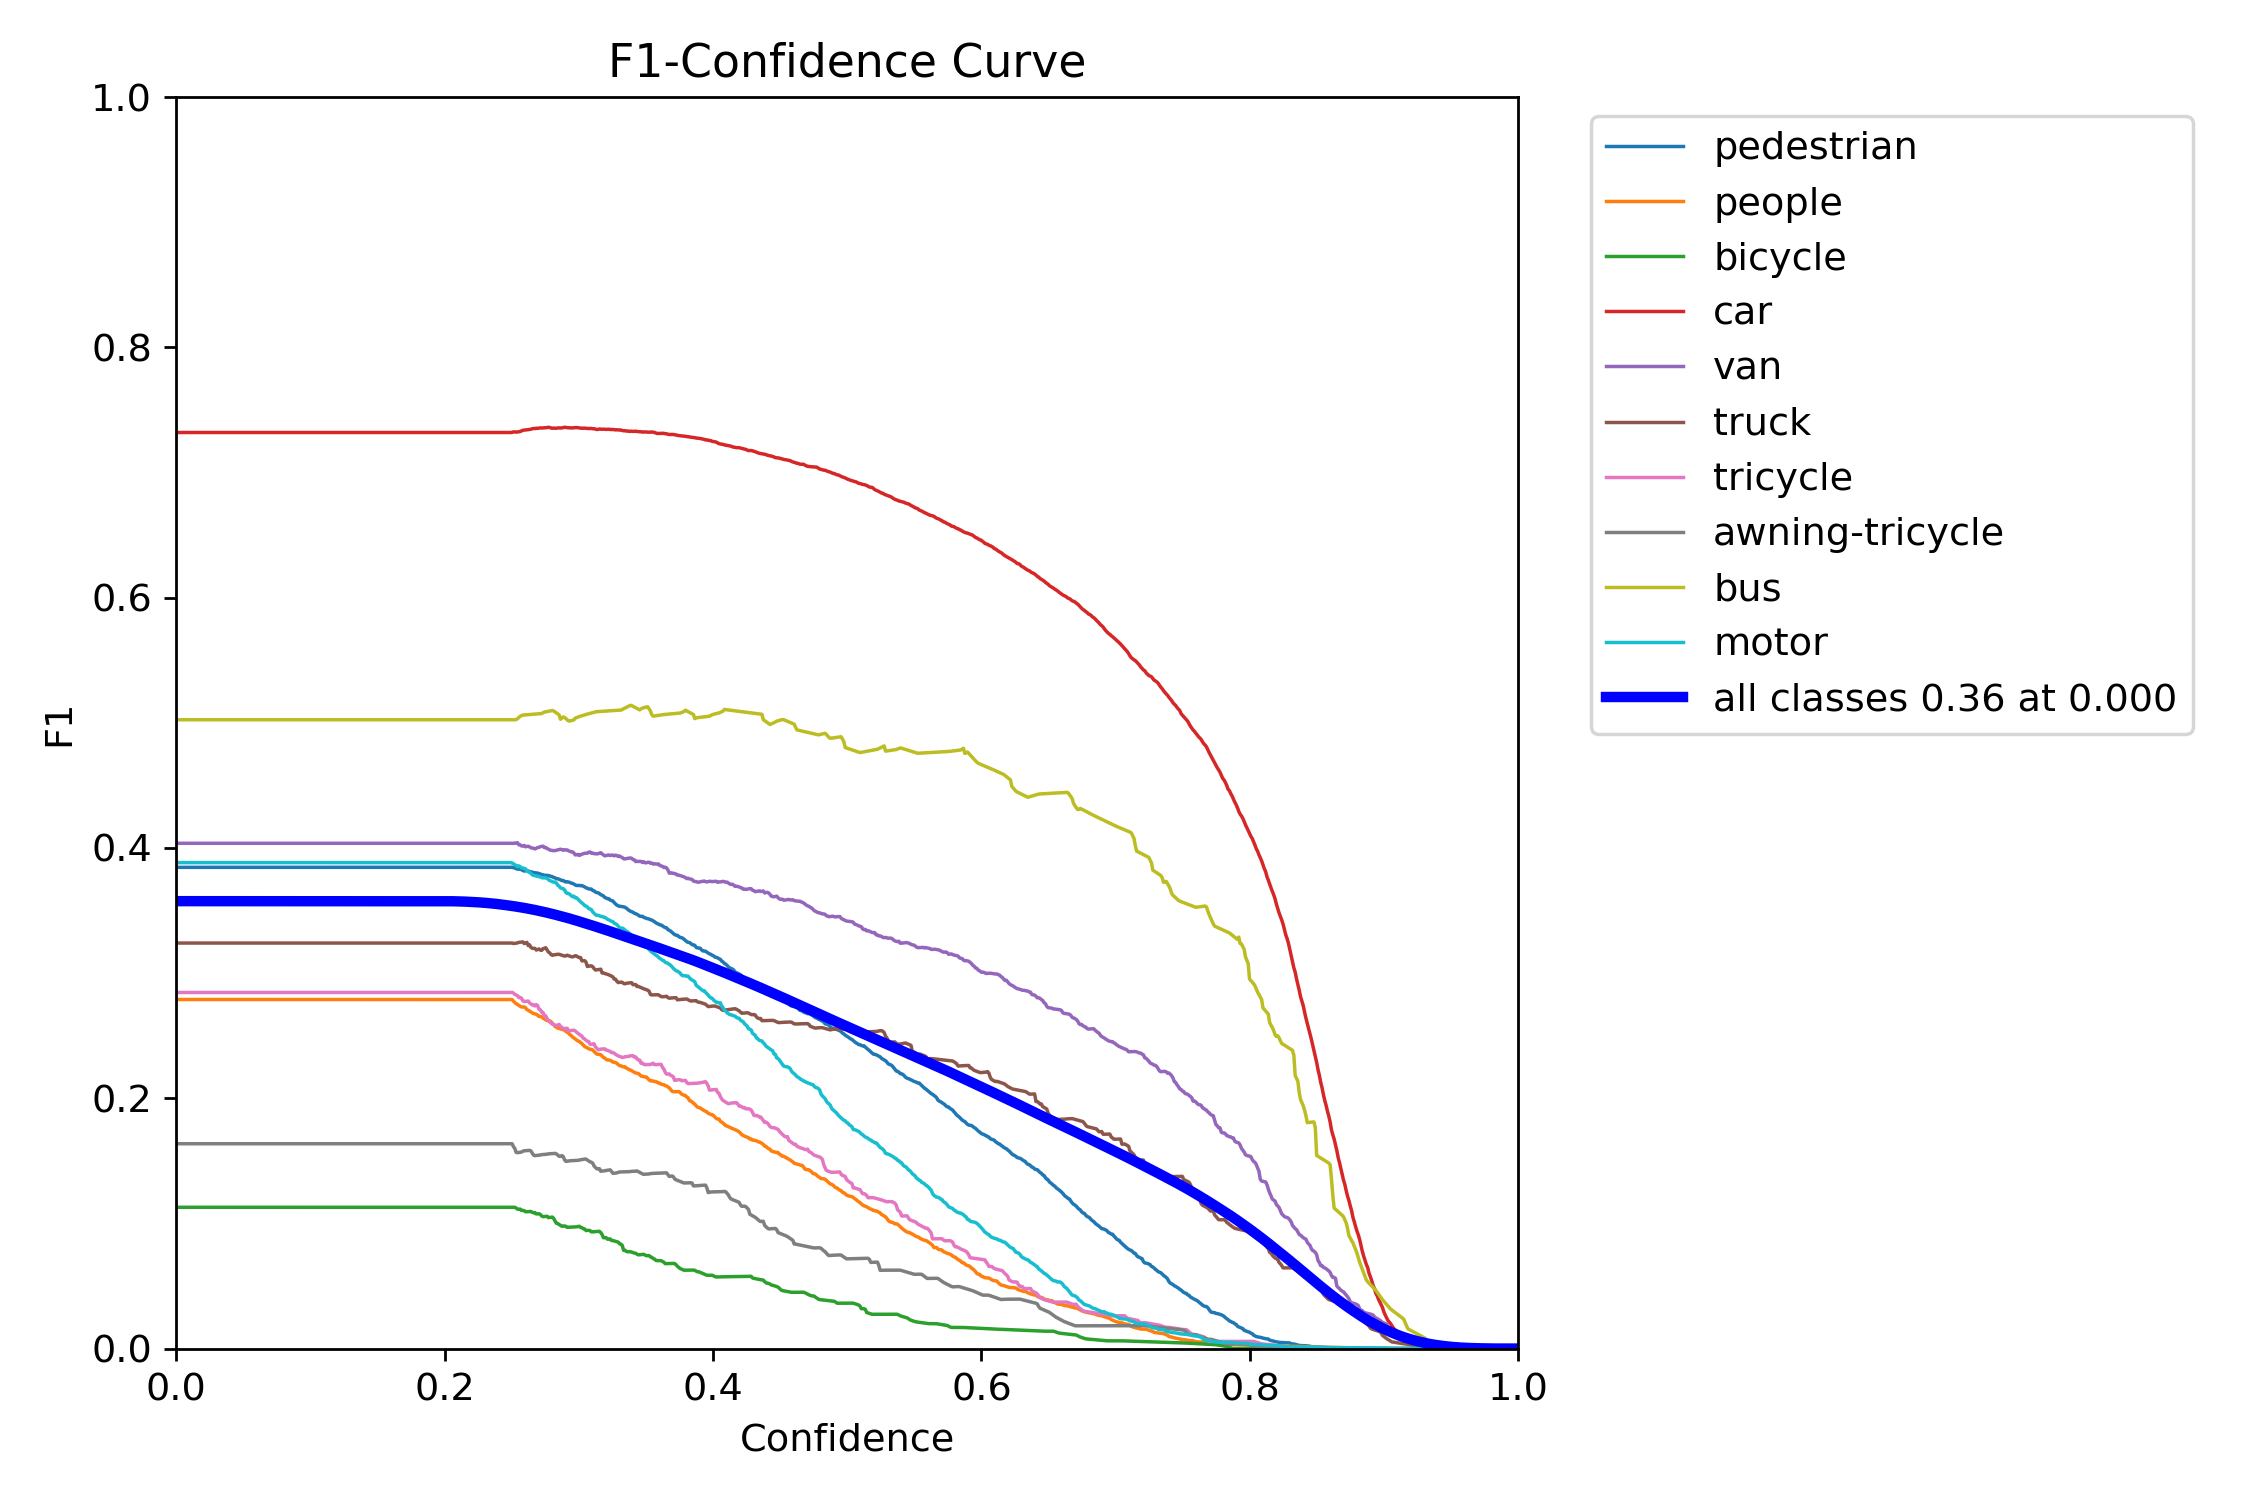 F1-Confidence Curve
1.0
0.8
0.6
0.4
0.2
0.0
F1
0.0 0.2 0.4 0.6 0.8 1.0
Confidence
pedestrian
people
bicycle
car
van
truck
tricycle
awning-tricycle
bus
motor
all classes 0.36 at 0.000